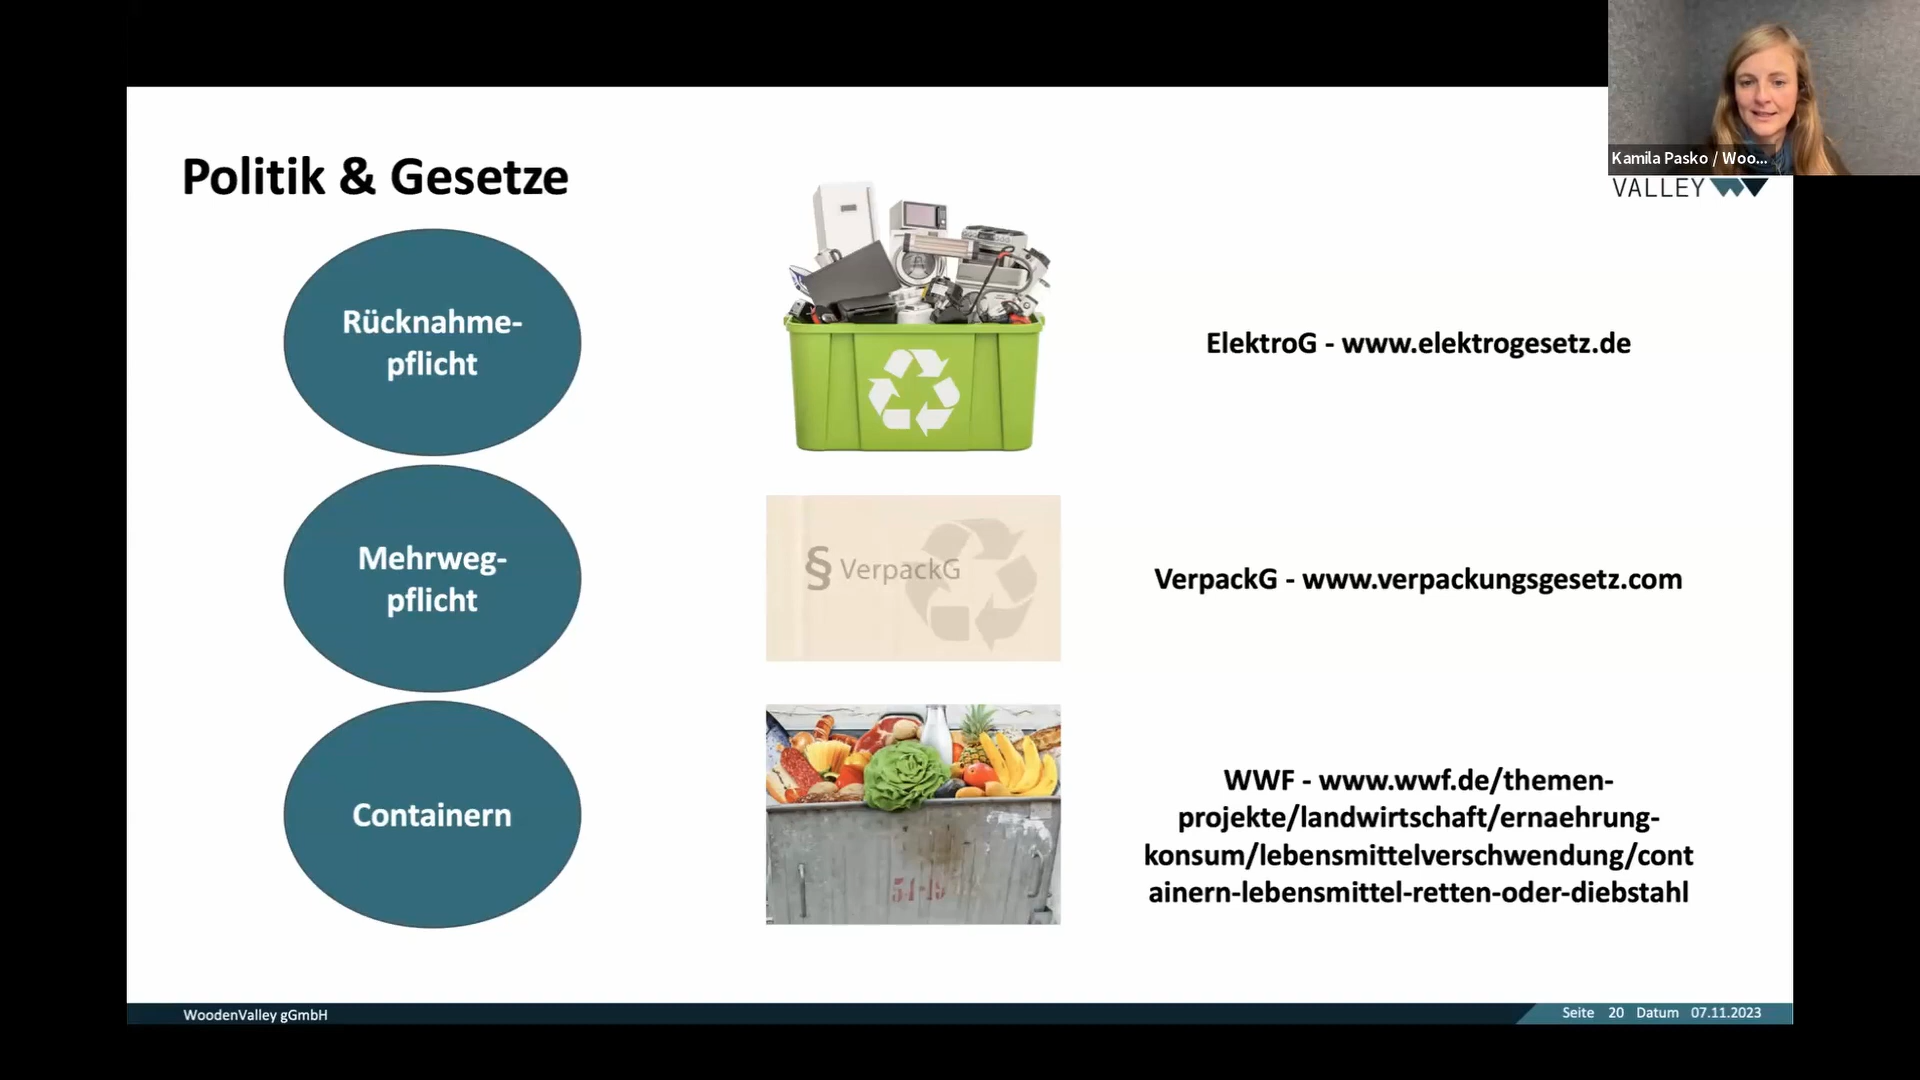 Kamila Pasko / Woo...
VALLEY
Politik & Gesetze
Rücknahme-
pflicht
ElektroG - www.elektrogesetz.de
Mehrweg-
pflicht
§ VerpackG
VerpackG - www.verpackungsgesetz.com
Containern
WWF - www.wwf.de/themen-
projekte/landwirtschaft/ernaehrung-
konsum/lebensmittelverschwendung/cont
ainern-lebensmittel-retten-oder-diebstahl
WoodenValley gGmbH
Seite 20 Datum 07.11.2023